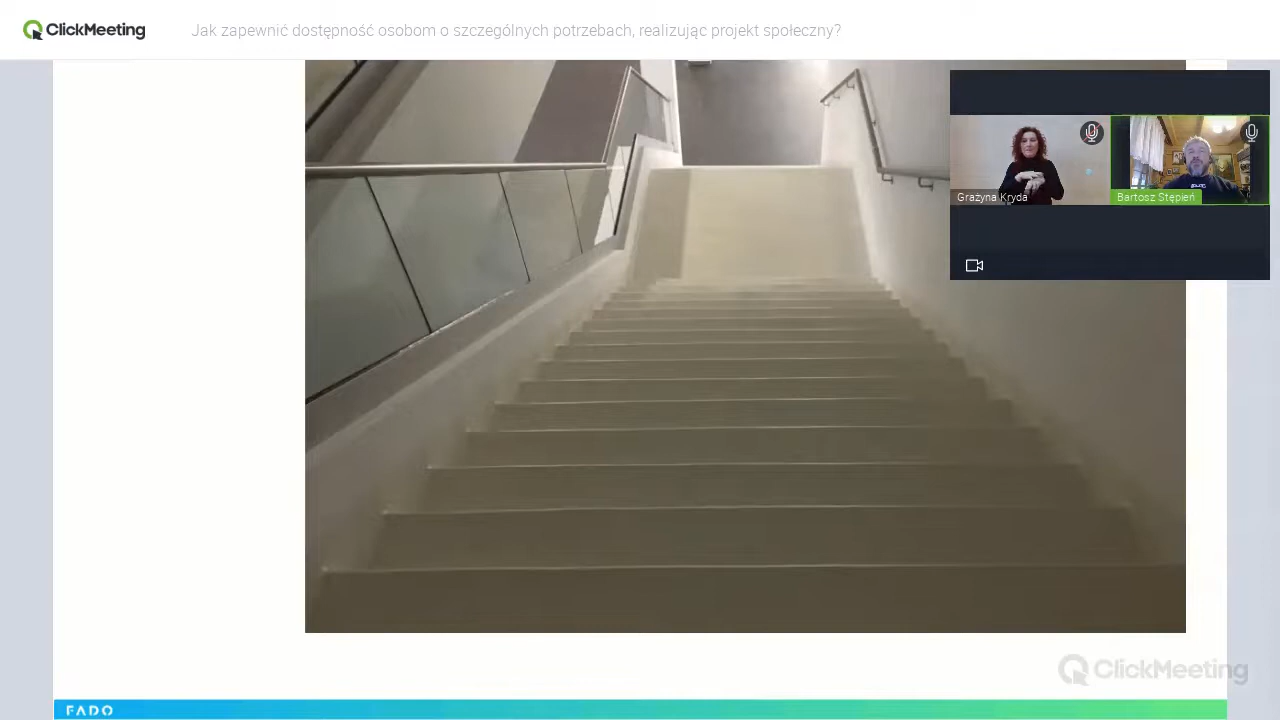 ClickMeeting
Jak zapewnić dostępność osobom o szczególnych potrzebach, realizując projekt społeczny?
Grażyna Kryda
Bartosz Stępień
ClickMeeting
FADO